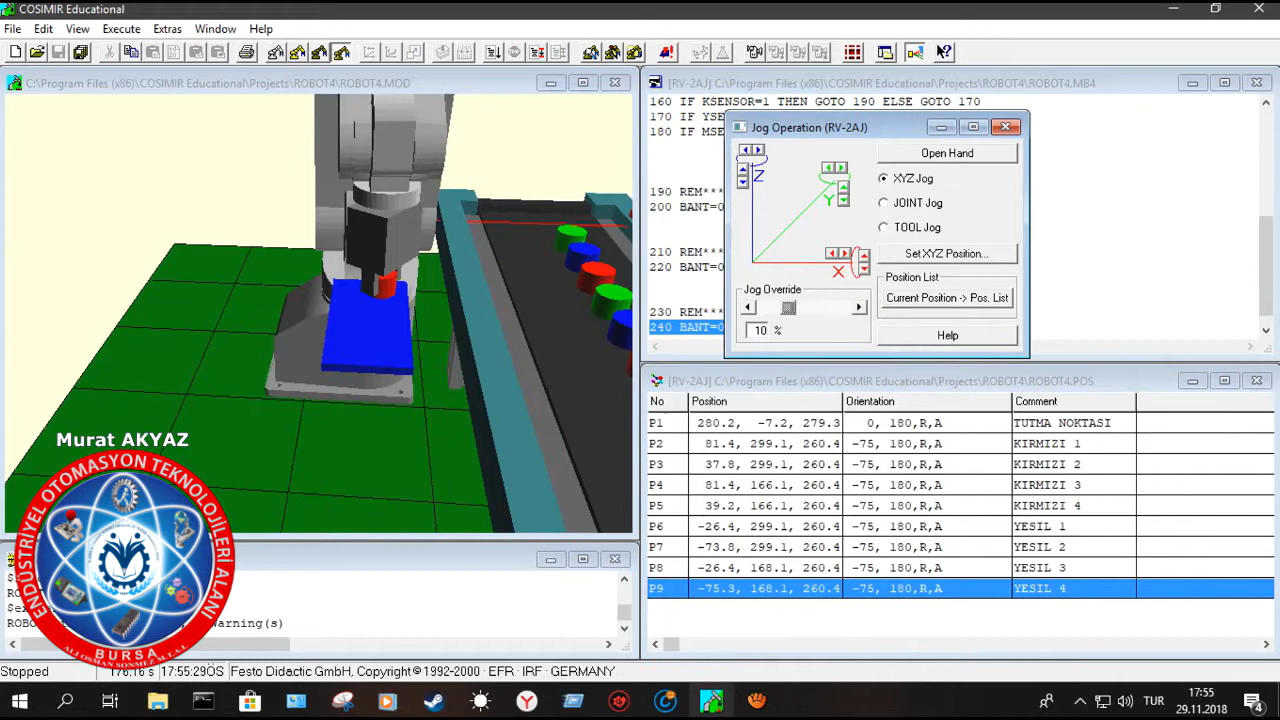 COSIMIR Educational
File Edit View Execute Extras Window Help
C:\Program Files (x86)\COSIMIR Educational\Projects\ROBOT4\ROBOT4.MOD
[RV-2AJ] C:\Program Files (x86)\COSIMIR Educational\Projects\ROBOT4\ROBOT4.MB4
160 IF KSENSOR=1 THEN GOTO 190 ELSE GOTO 170
170 IF YS
180 IF MSE
190 REM***
200 BANT=0
210 REM***
220 BANT=0
230 REM***
240 BANT=0
Jog Operation (RV-2AJ)
Z
Y
X
Open Hand
XYZ Jog
JOINT Jog
TOOL Jog
Set XYZ Position...
Position List
Current Position -> Pos. List
Help
Jog Override
10 %
[RV-2AJ] C:\Program Files (x86)\COSIMIR Educational\Projects\ROBOT4\ROBOT4.POS
No Position Orientation Comment
P1 280.2, -7.2, 279.3 0, 180,R,A TUTMA NOKTASI
P2 81.4, 299.1, 260.4 -75, 180,R,A KIRMIZI 1
P3 37.8, 299.1, 260.4 -75, 180,R,A KIRMIZI 2
P4 81.4, 166.1, 260.4 -75, 180,R,A KIRMIZI 3
P5 39.2, 166.1, 260.4 -75, 180,R,A KIRMIZI 4
P6 -26.4, 299.1, 260.4 -75, 180,R,A YESIL 1
P7 -73.8, 299.1, 260.4 -75, 180,R,A YESIL 2
P8 -26.4, 168.1, 260.4 -75, 180,R,A YESIL 3
P9 -75.3, 168.1, 260.4 -75, 180,R,A YESIL 4
Murat AKYAZ
ENDÜSTRİYEL OTOMASYON TEKNOLOJİLERİ ALANI
BURSA
ALİ OSMAN SÖNMEZ M.T.A.L
$
RO
$ex
ROB
Warning(s)
Stopped 176.16 s 17:55:29ÖS Festo Didactic GmbH, Copyright © 1992-2000 · EFR · IRF · GERMANY
TUR
17:55
29.11.2018
4